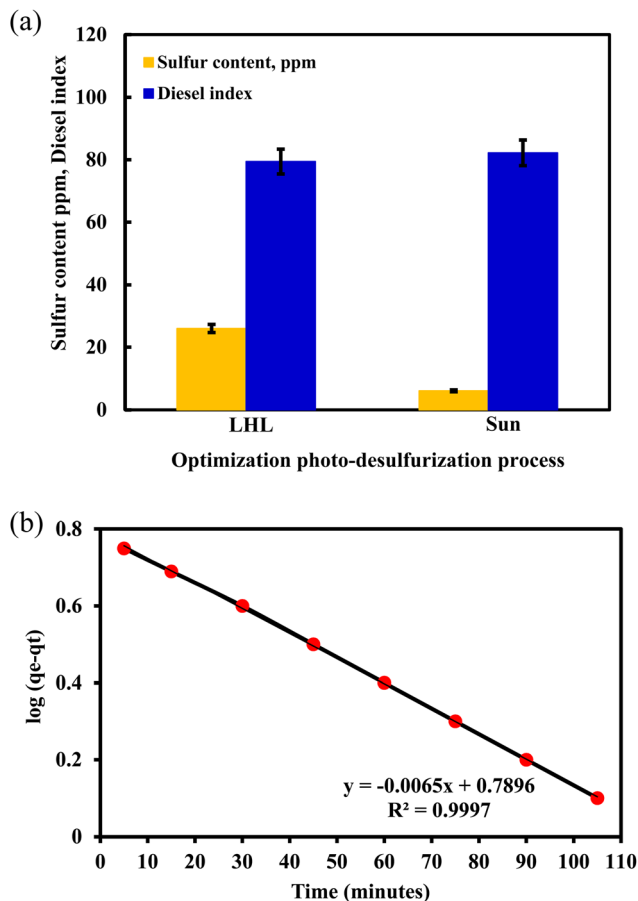 (a)
120
100
80
60
40
20
0
Sulfur content ppm, Diesel index
Sulfur content, ppm
Diesel index
LHL Sun
Optimization photo-desulfurization process
(b)
0.8
0.6
0.4
0.2
0
log (qe-qt)
y = -0.0065x + 0.7896
R² = 0.9997
0 10 20 30 40 50 60 70 80 90 100 110
Time (minutes)